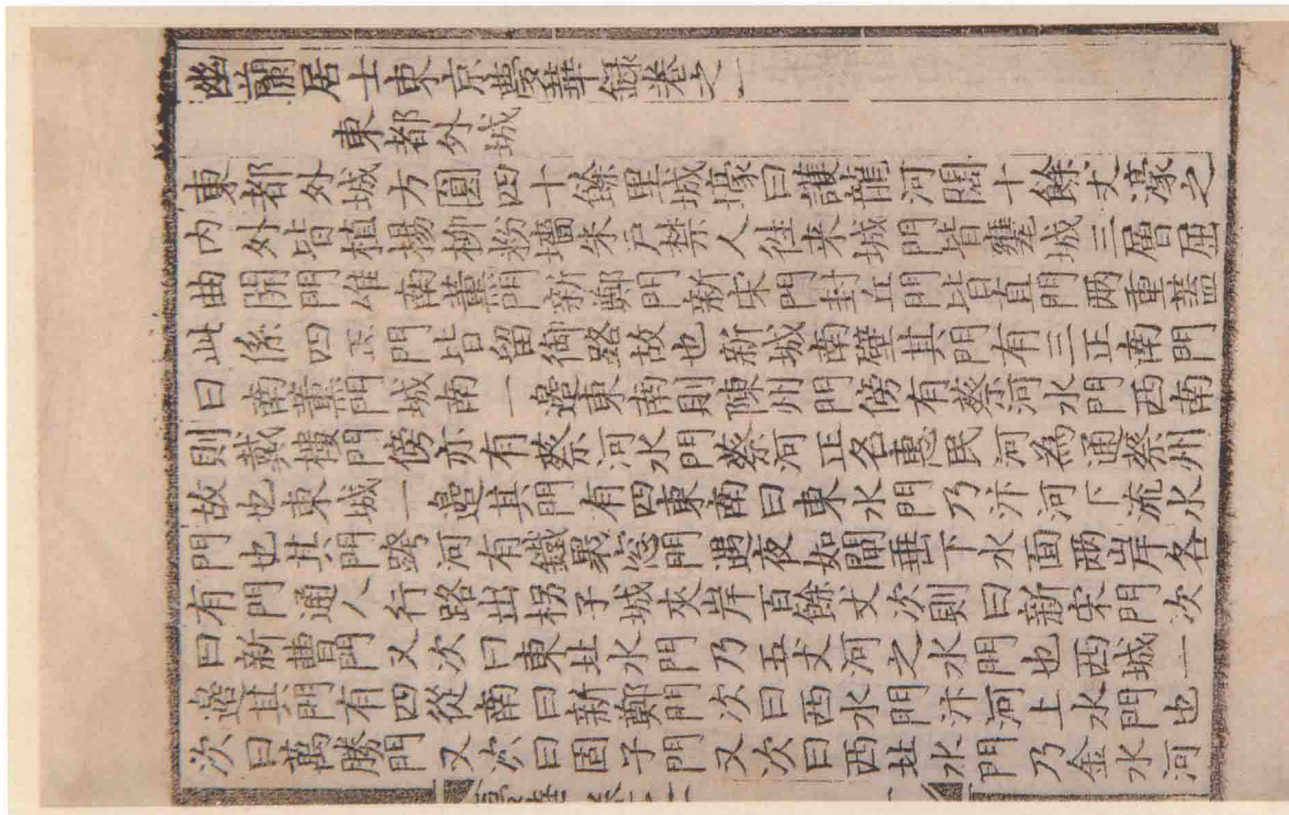 幽蘭居士東京夢華録卷之一
東都外城
東都外城方圎四十餘里城壕曰護龍河闊十餘丈濠之
内外皆植楊柳粉墻朱戸禁人徃来城門皆甕城三層屈
曲開門唯南薫門新鄭門新宋門封丘門皆直門兩重蓋
此係四正門皆留御路故也新城南壁其門有三正南門
曰南薫門城南一邉東南則陳州門傍有蔡河水門西南
則戴樓門傍亦有蔡河水門蔡河正名惠民河為通蔡州
故也東城一邉其門有四東南曰東水門乃汴河下流水
門也其門跨河有鐵裹窓門遇夜如閘垂下水面兩岸各
有門通人行路出拐子城夾岸百餘丈次則曰新宋門次
曰新曹門又次曰東北水門乃五丈河之水門也西城一
邉其門有四從南曰新鄭門次曰西水門汴河上水門也
次曰萬勝門又次曰固子門又次曰西北水門乃金水河